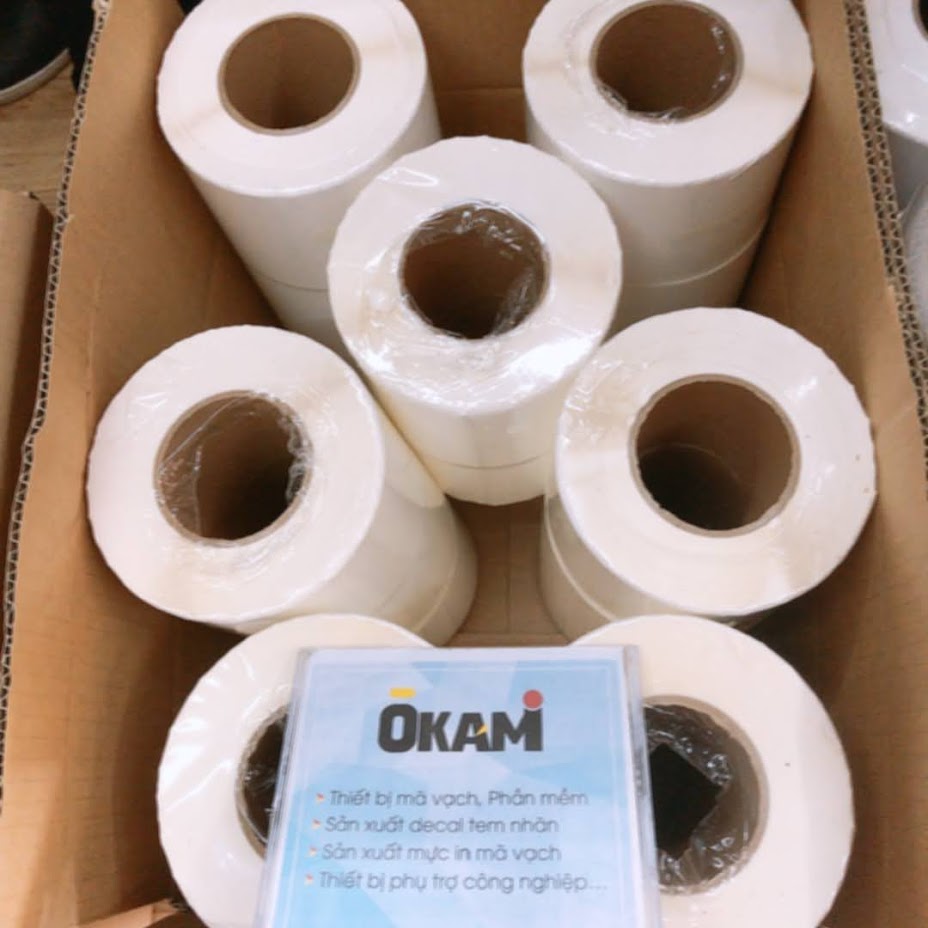 OKAMI
Thiết bị mã vạch, Phần mềm
Sản xuất decal tem nhãn
Sản xuất mực in mã vạch
Thiết bị phụ trợ công nghiệp...